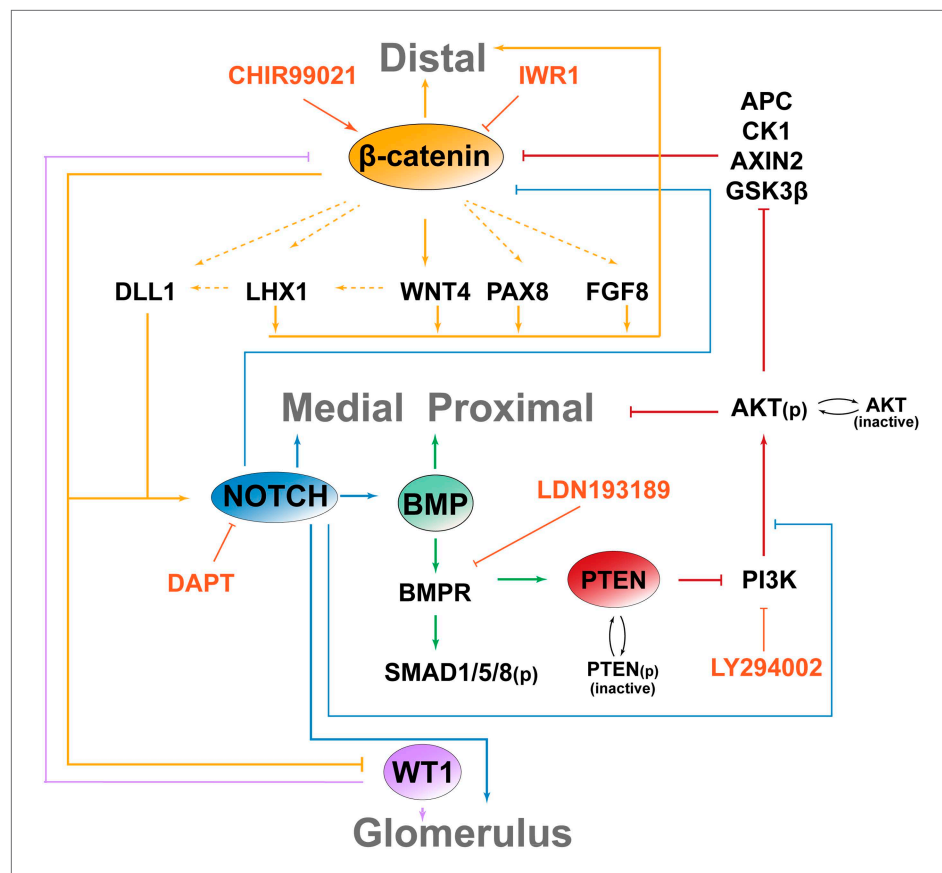 Distal
CHIR99021
IWR1
β-catenin
APC
CK1
AXIN2
GSK3β
DLL1
LHX1
WNT4
PAX8
FGF8
Medial
Proximal
AKT(p)
AKT
(inactive)
NOTCH
BMP
LDN193189
DAPT
BMPR
PTEN
PI3K
SMAD1/5/8(p)
PTEN(p)
(inactive)
LY294002
WT1
Glomerulus